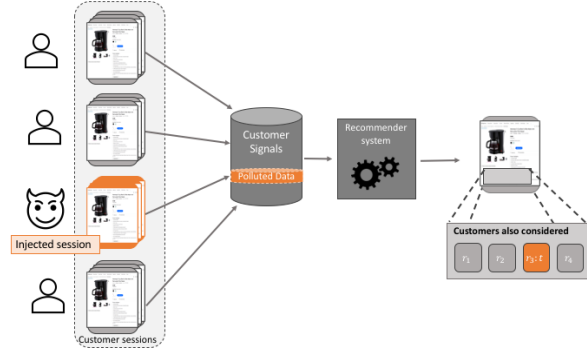 Customer
Signals
Polluted Data
Recommender
system
Injected session
Customer sessions
Customers also considered
r₁
r₂
r₃: t
r₄